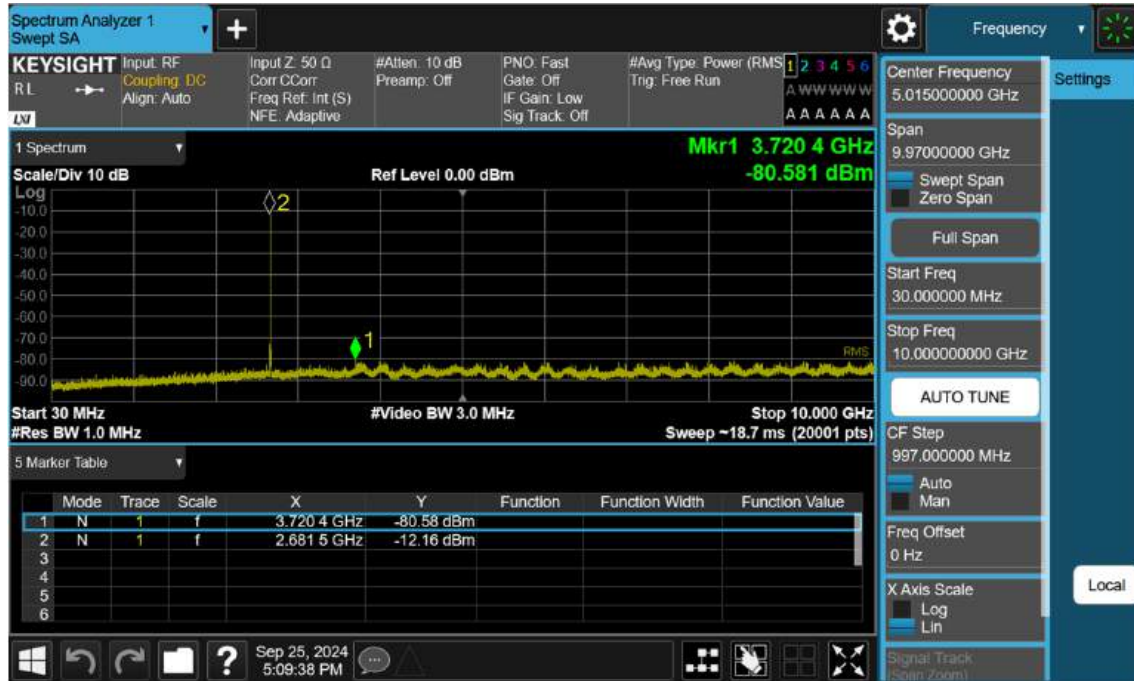 Spectrum Analyzer 1
Swept SA
Frequency
KEYSIGHT
RL
LXI
Input: RF
Coupling: DC
Align: Auto
Input Z: 50 Ω
Corr CCorr
Freq Ref: Int (S)
NFE: Adaptive
#Atten: 10 dB
Preamp: Off
PNO: Fast
Gate: Off
IF Gain: Low
Sig Track: Off
#Avg Type: Power (RMS
Trig: Free Run
1 2 3 4 5 6
A W W W W W
A A A A A A
1 Spectrum
Mkr1 3.720 4 GHz
Scale/Div 10 dB
Ref Level 0.00 dBm
-80.581 dBm
Log
-10.0
-20.0
-30.0
-40.0
-50.0
-60.0
-70.0
-80.0
-90.0
2
1
RMS
Start 30 MHz
#Video BW 3.0 MHz
Stop 10.000 GHz
#Res BW 1.0 MHz
Sweep ~18.7 ms (20001 pts)
5 Marker Table
Mode Trace Scale X Y Function Function Width Function Value
1 N 1 f 3.720 4 GHz -80.58 dBm
2 N 1 f 2.681 5 GHz -12.16 dBm
3
4
5
6
Sep 25, 2024
5:09:38 PM
Center Frequency
5.015000000 GHz
Span
9.97000000 GHz
Swept Span
Zero Span
Full Span
Start Freq
30.000000 MHz
Stop Freq
10.000000000 GHz
AUTO TUNE
CF Step
997.000000 MHz
Auto
Man
Freq Offset
0 Hz
X Axis Scale
Log
Lin
Signal Track
(Span Zoom)
Settings
Local